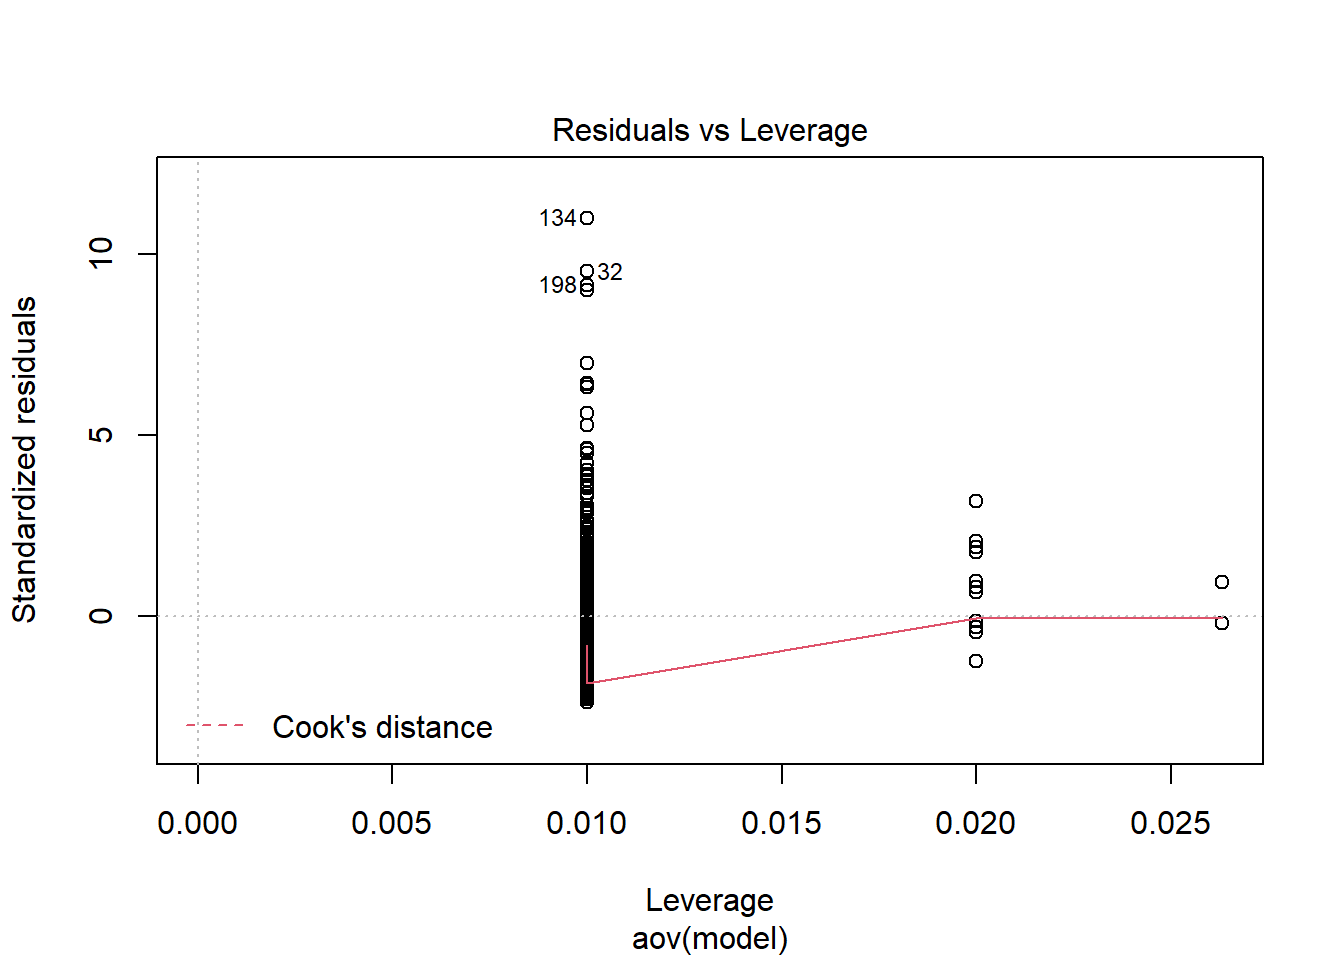 Residuals vs Leverage
Standardized residuals
10
5
0
134
32
198
Cook's distance
0.000 0.005 0.010 0.015 0.020 0.025
Leverage
aov(model)